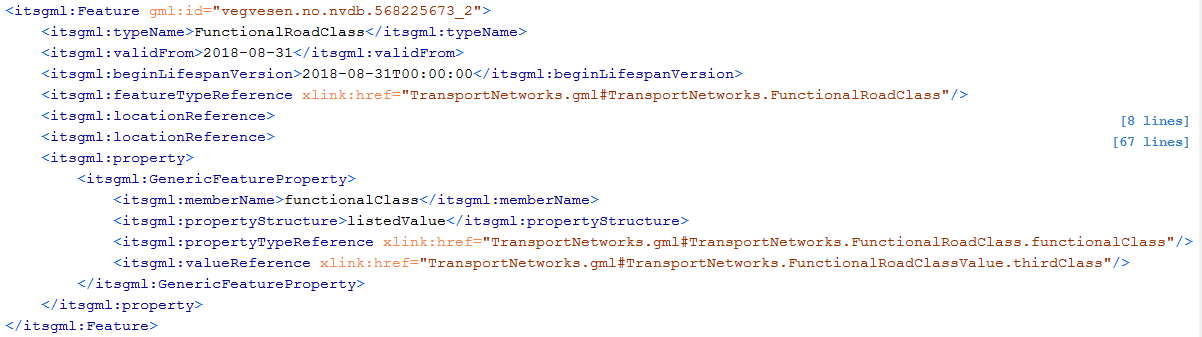 <itsgml:Feature gml:id="vegvesen.no.nvdb.568225673_2">
<itsgml:typeName>FunctionalRoadClass</itsgml:typeName>
<itsgml:validFrom>2018-08-31</itsgml:validFrom>
<itsgml:beginLifespanVersion>2018-08-31T00:00:00</itsgml:beginLifespanVersion>
<itsgml:featureTypeReference xlink:href="TransportNetworks.gml#TransportNetworks.FunctionalRoadClass"/>
<itsgml:locationReference> [8 lines]
<itsgml:locationReference> [67 lines]
<itsgml:property>
<itsgml:GenericFeatureProperty>
<itsgml:memberName>functionalClass</itsgml:memberName>
<itsgml:propertyStructure>listedValue</itsgml:propertyStructure>
<itsgml:propertyTypeReference xlink:href="TransportNetworks.gml#TransportNetworks.FunctionalRoadClass.functionalClass"/>
<itsgml:valueReference xlink:href="TransportNetworks.gml#TransportNetworks.FunctionalRoadClassValue.thirdClass"/>
</itsgml:GenericFeatureProperty>
</itsgml:property>
</itsgml:Feature>